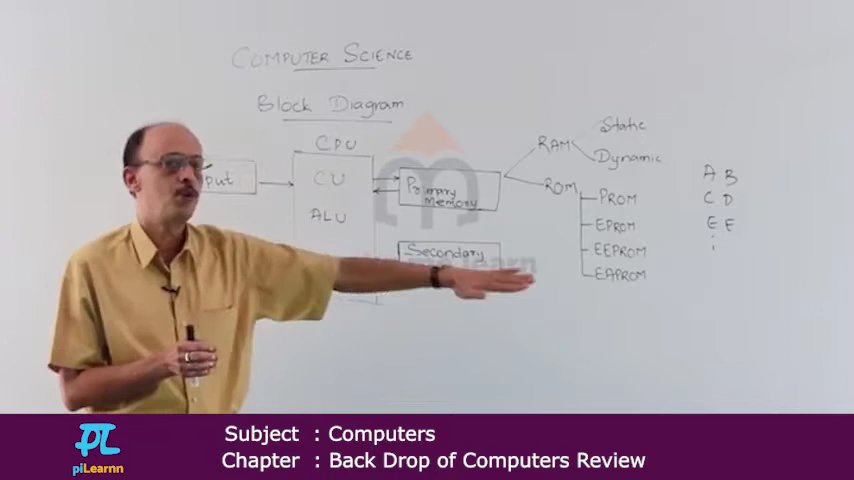 COMPUTER SCIENCE
Block Diagram
CPU
put
CU
ALU
Primary
Memory
Secondary
RAM
Static
Dynamic
ROM
PROM
EPROM
EEPROM
EAPROM
A B
C D
E F
piLearnn
Subject : Computers
Chapter : Back Drop of Computers Review